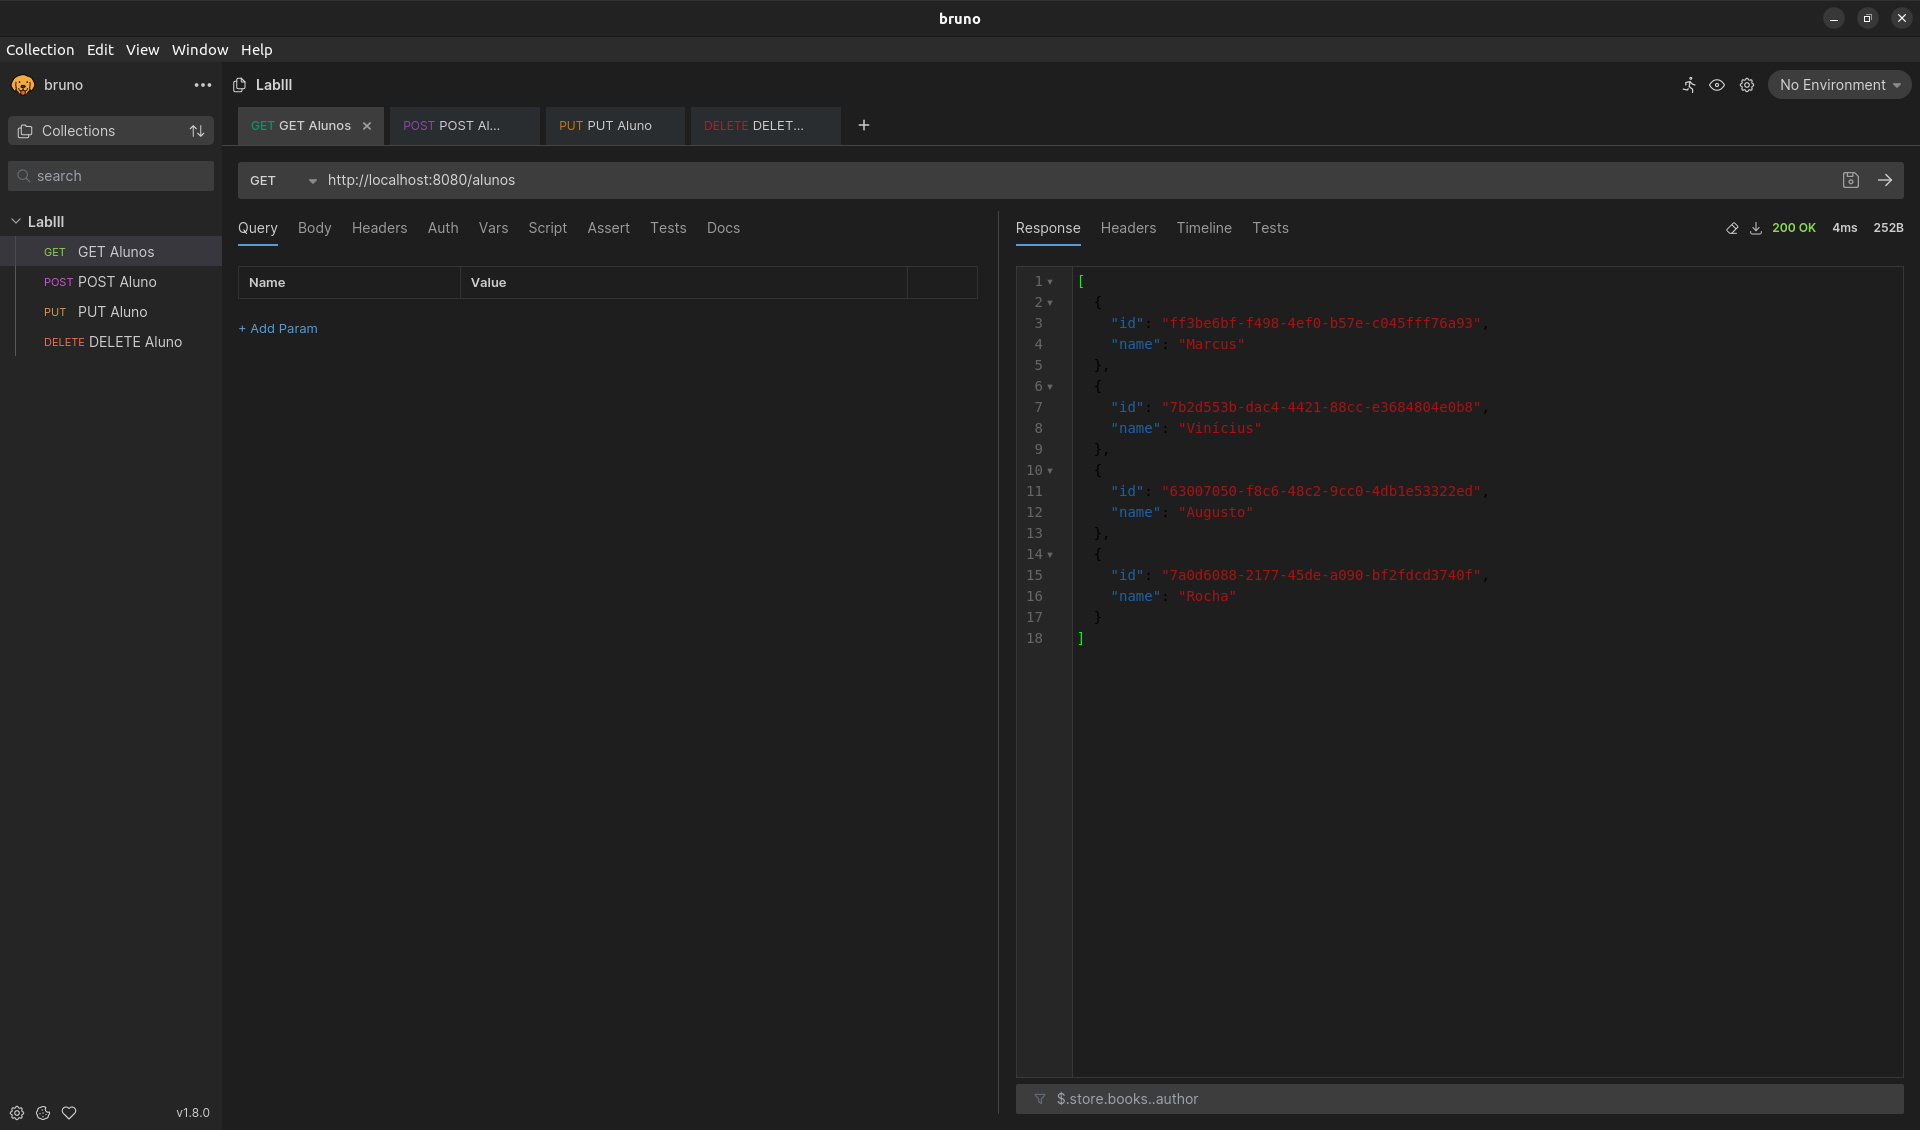 bruno
Collection Edit View Window Help
bruno
LabIII
No Environment
Collections
GET GET Alunos
POST POST Al...
PUT PUT Aluno
DELETE DELET...
search
GET http://localhost:8080/alunos
LabIII
GET GET Alunos
POST POST Aluno
PUT PUT Aluno
DELETE DELETE Aluno
Query Body Headers Auth Vars Script Assert Tests Docs
Name Value
+ Add Param
Response Headers Timeline Tests 200 OK 4ms 252B
1 [
2 {
3 "id": "ff3be6bf-f498-4ef0-b57e-c045fff76a93",
4 "name": "Marcus"
5 },
6 {
7 "id": "7b2d553b-dac4-4421-88cc-e3684804e0b8",
8 "name": "Vinícius"
9 },
10 {
11 "id": "63007050-f8c6-48c2-9cc0-4db1e53322ed",
12 "name": "Augusto"
13 },
14 {
15 "id": "7a0d6088-2177-45de-a090-bf2fdcd3740f",
16 "name": "Rocha"
17 }
18 ]
$.store.books..author
v1.8.0